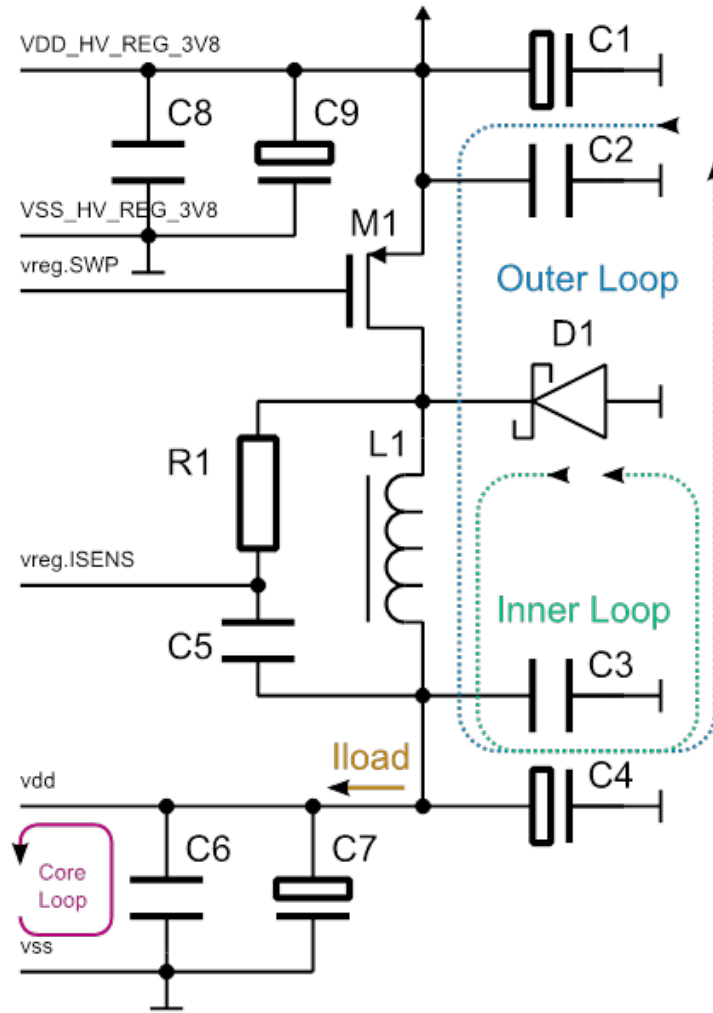 VDD_HV_REG_3V8
C1
C8
C9
C2
VSS_HV_REG_3V8
M1
vreg.SWP
Outer Loop
D1
L1
R1
vreg.ISENS
Inner Loop
C5
C3
Iload
vdd
C4
C6
C7
Core
Loop
vss